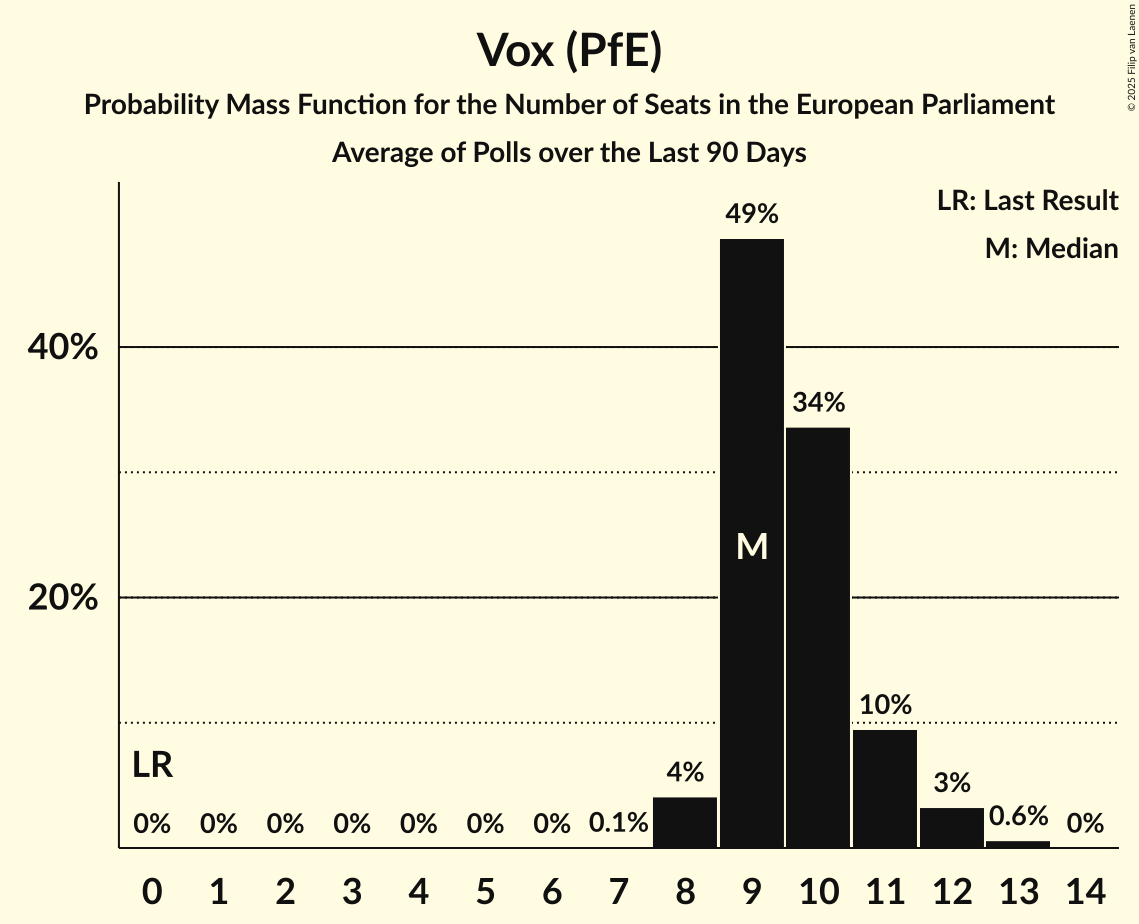 Vox (PfE)
Probability Mass Function for the Number of Seats in the European Parliament
Average of Polls over the Last 90 Days
© 2025 Filip van Laenen
LR: Last Result
M: Median
49%
40%
34%
M
20%
10%
LR
4%
3%
0% 0% 0% 0% 0% 0% 0% 0.1% 0.6% 0%
0 1 2 3 4 5 6 7 8 9 10 11 12 13 14